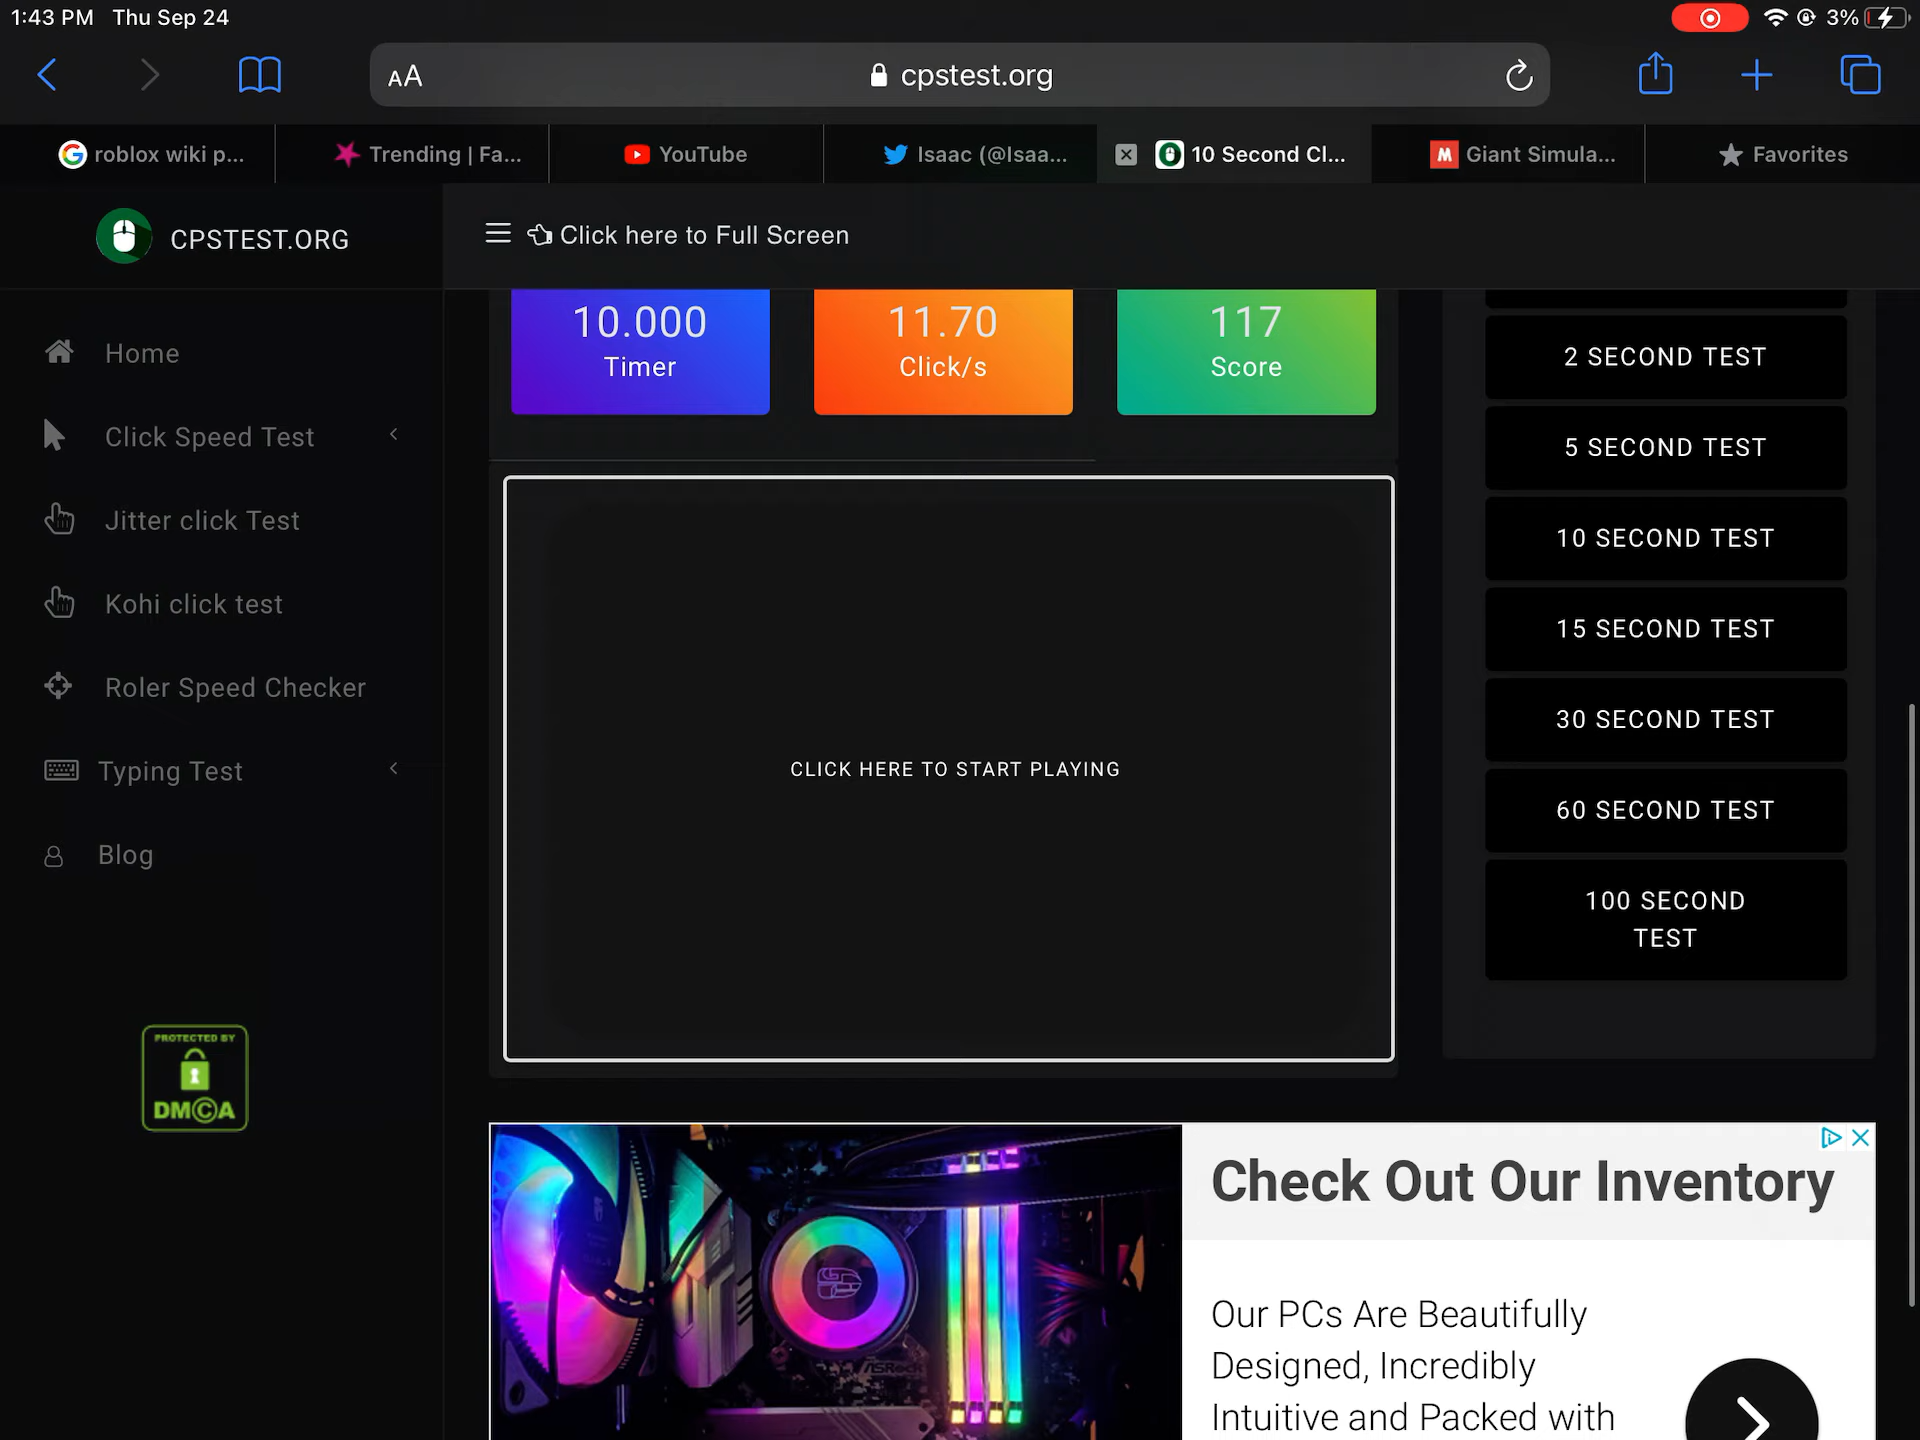 1:43 PM Thu Sep 24
3%
AA
cpstest.org
roblox wiki p...
Trending | Fa...
YouTube
Isaac (@Isaa...
10 Second Cl...
Giant Simula...
Favorites
CPSTEST.ORG
Click here to Full Screen
Home
Click Speed Test
Jitter click Test
Kohi click test
Roler Speed Checker
Typing Test
Blog
PROTECTED BY
DMCA
10.000
Timer
11.70
Click/s
117
Score
CLICK HERE TO START PLAYING
2 SECOND TEST
5 SECOND TEST
10 SECOND TEST
15 SECOND TEST
30 SECOND TEST
60 SECOND TEST
100 SECOND
TEST
Check Out Our Inventory
Our PCs Are Beautifully
Designed, Incredibly
Intuitive and Packed with
ASRock